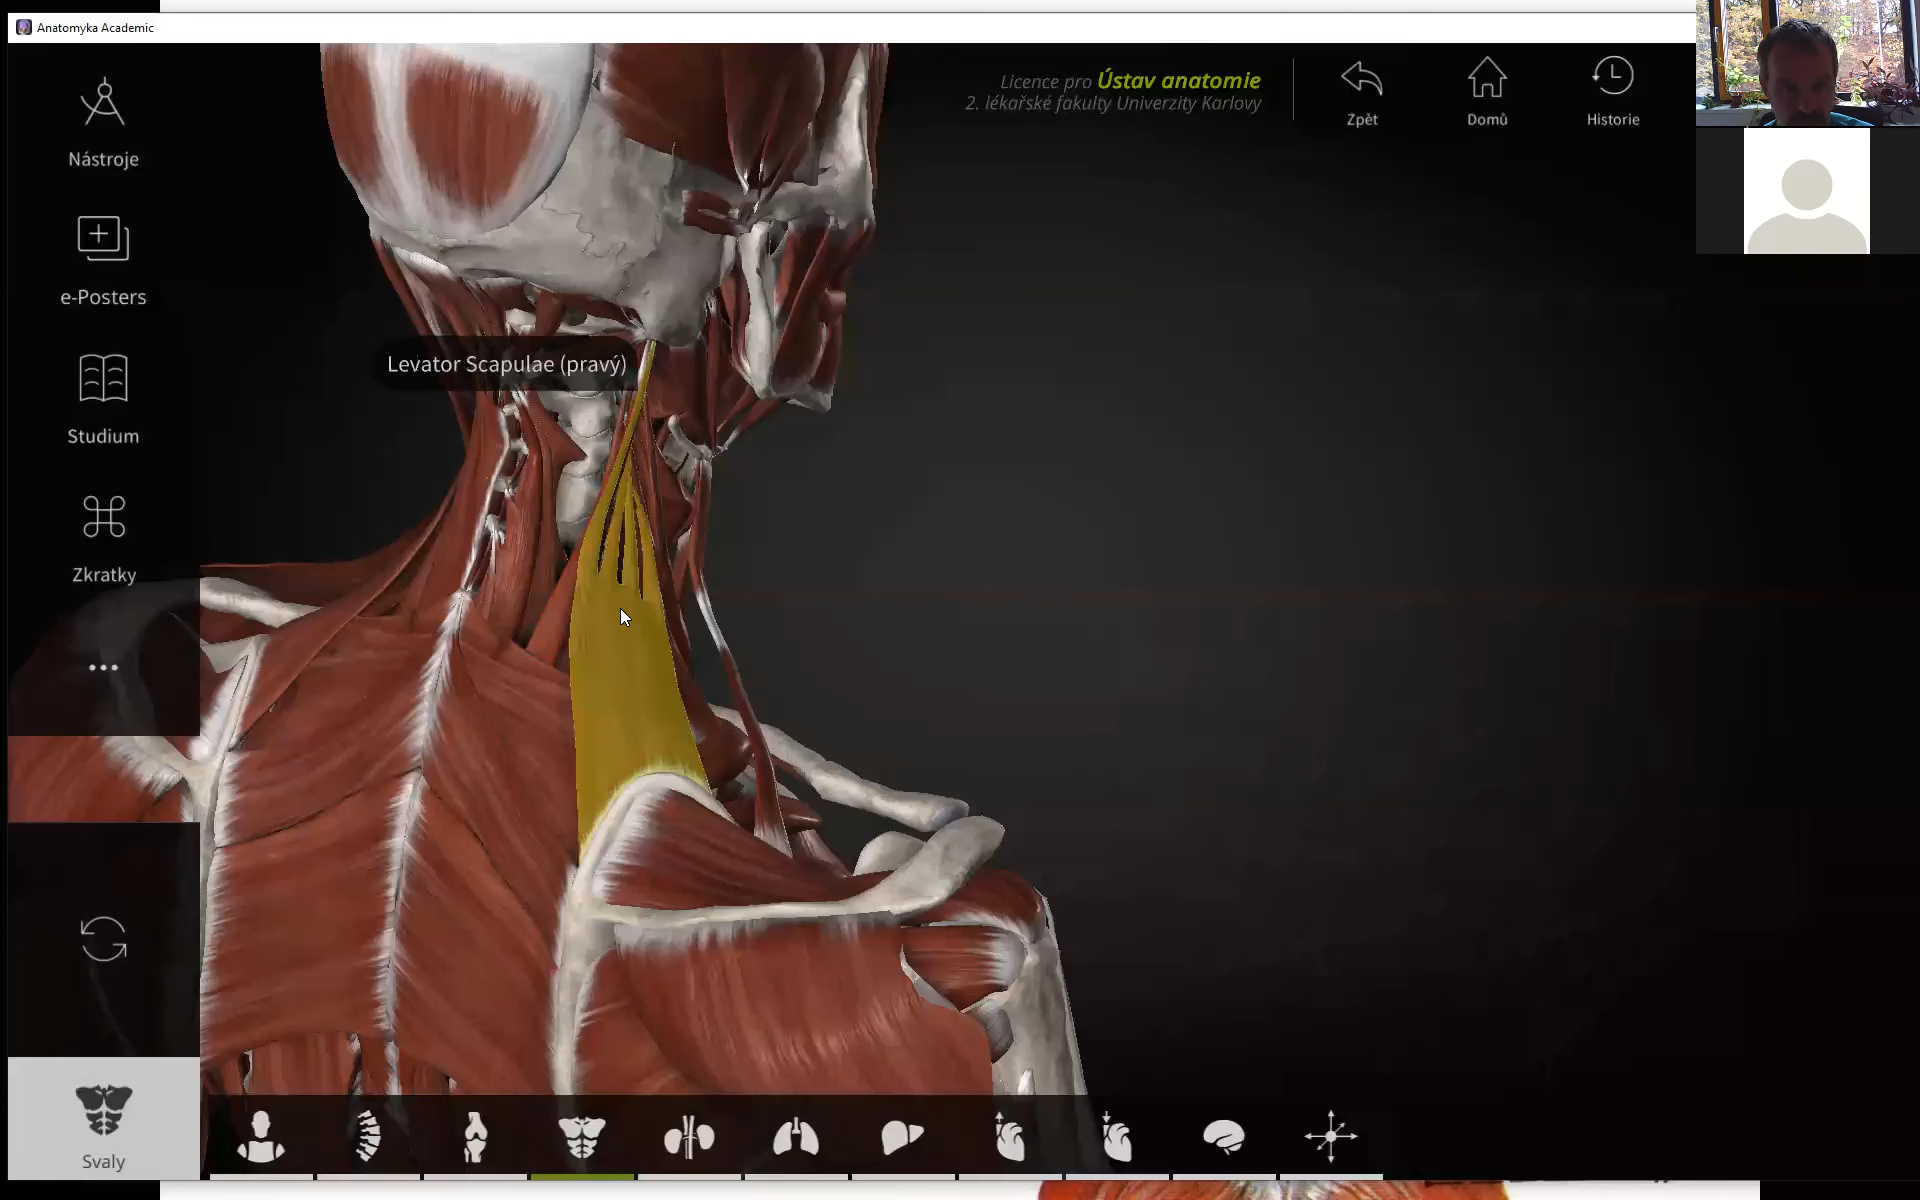 Anatomyka Academic
Licence pro Ústav anatomie
2. lékařské fakulty Univerzity Karlovy
Zpět
Domů
Historie
Nástroje
e-Posters
Studium
Zkratky
Levator Scapulae (pravý)
Svaly